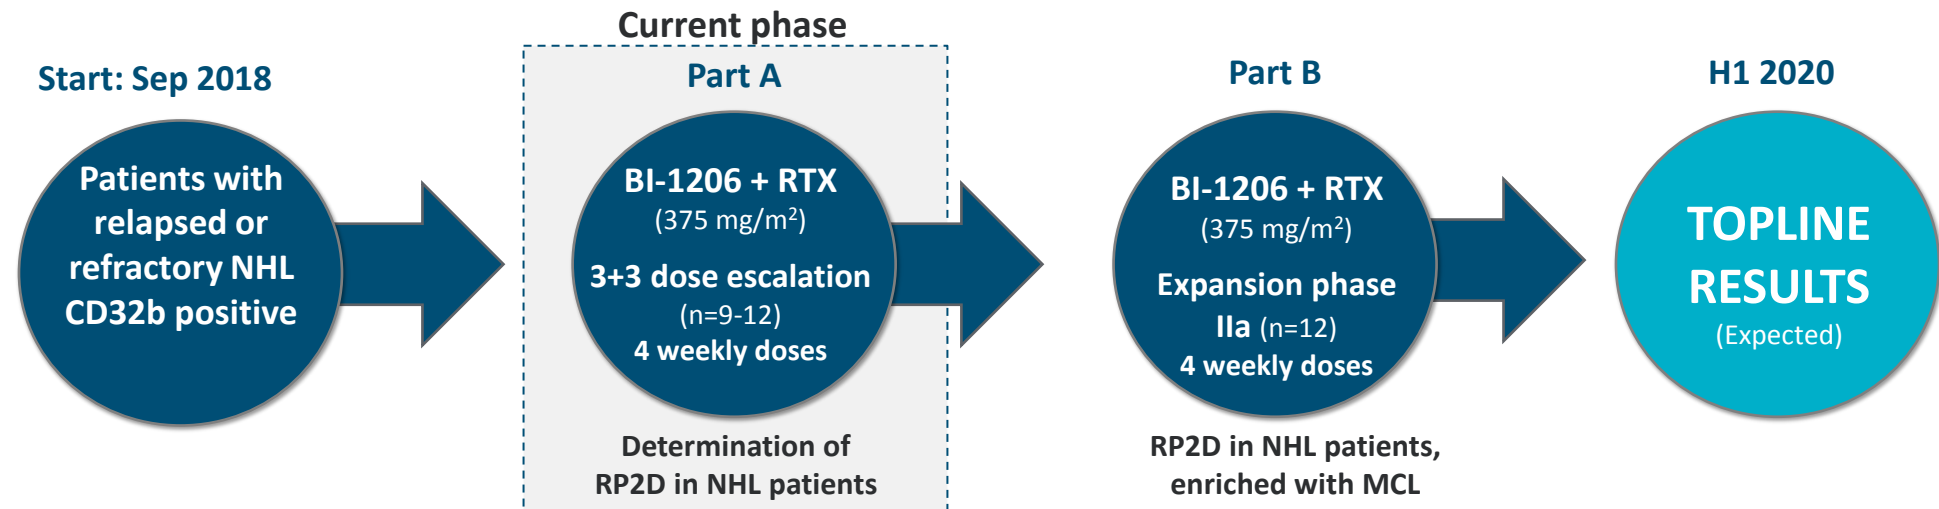 Start: Sep 2018
Patients with
relapsed or
refractory NHL
CD32b positive
Current phase
Part A
BI-1206 + RTX
(375 mg/m²)
3+3 dose escalation
(n=9-12)
4 weekly doses
Determination of
RP2D in NHL patients
Part B
BI-1206 + RTX
(375 mg/m²)
Expansion phase
IIa (n=12)
4 weekly doses
RP2D in NHL patients,
enriched with MCL
H1 2020
TOPLINE
RESULTS
(Expected)